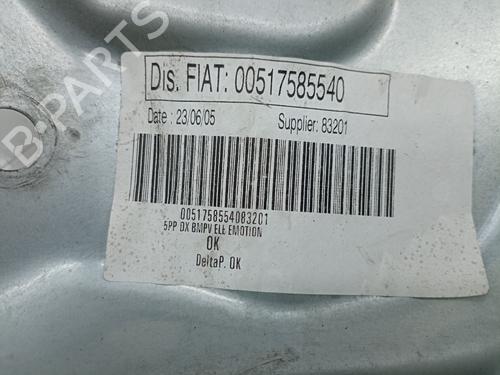 Dis. FIAT: 00517585540
Date : 23/06/05 Supplier: 83201
0051758554083201
5PP DX BMPV ELE EMOTION
OK
DeltaP. OK
B-PARTS